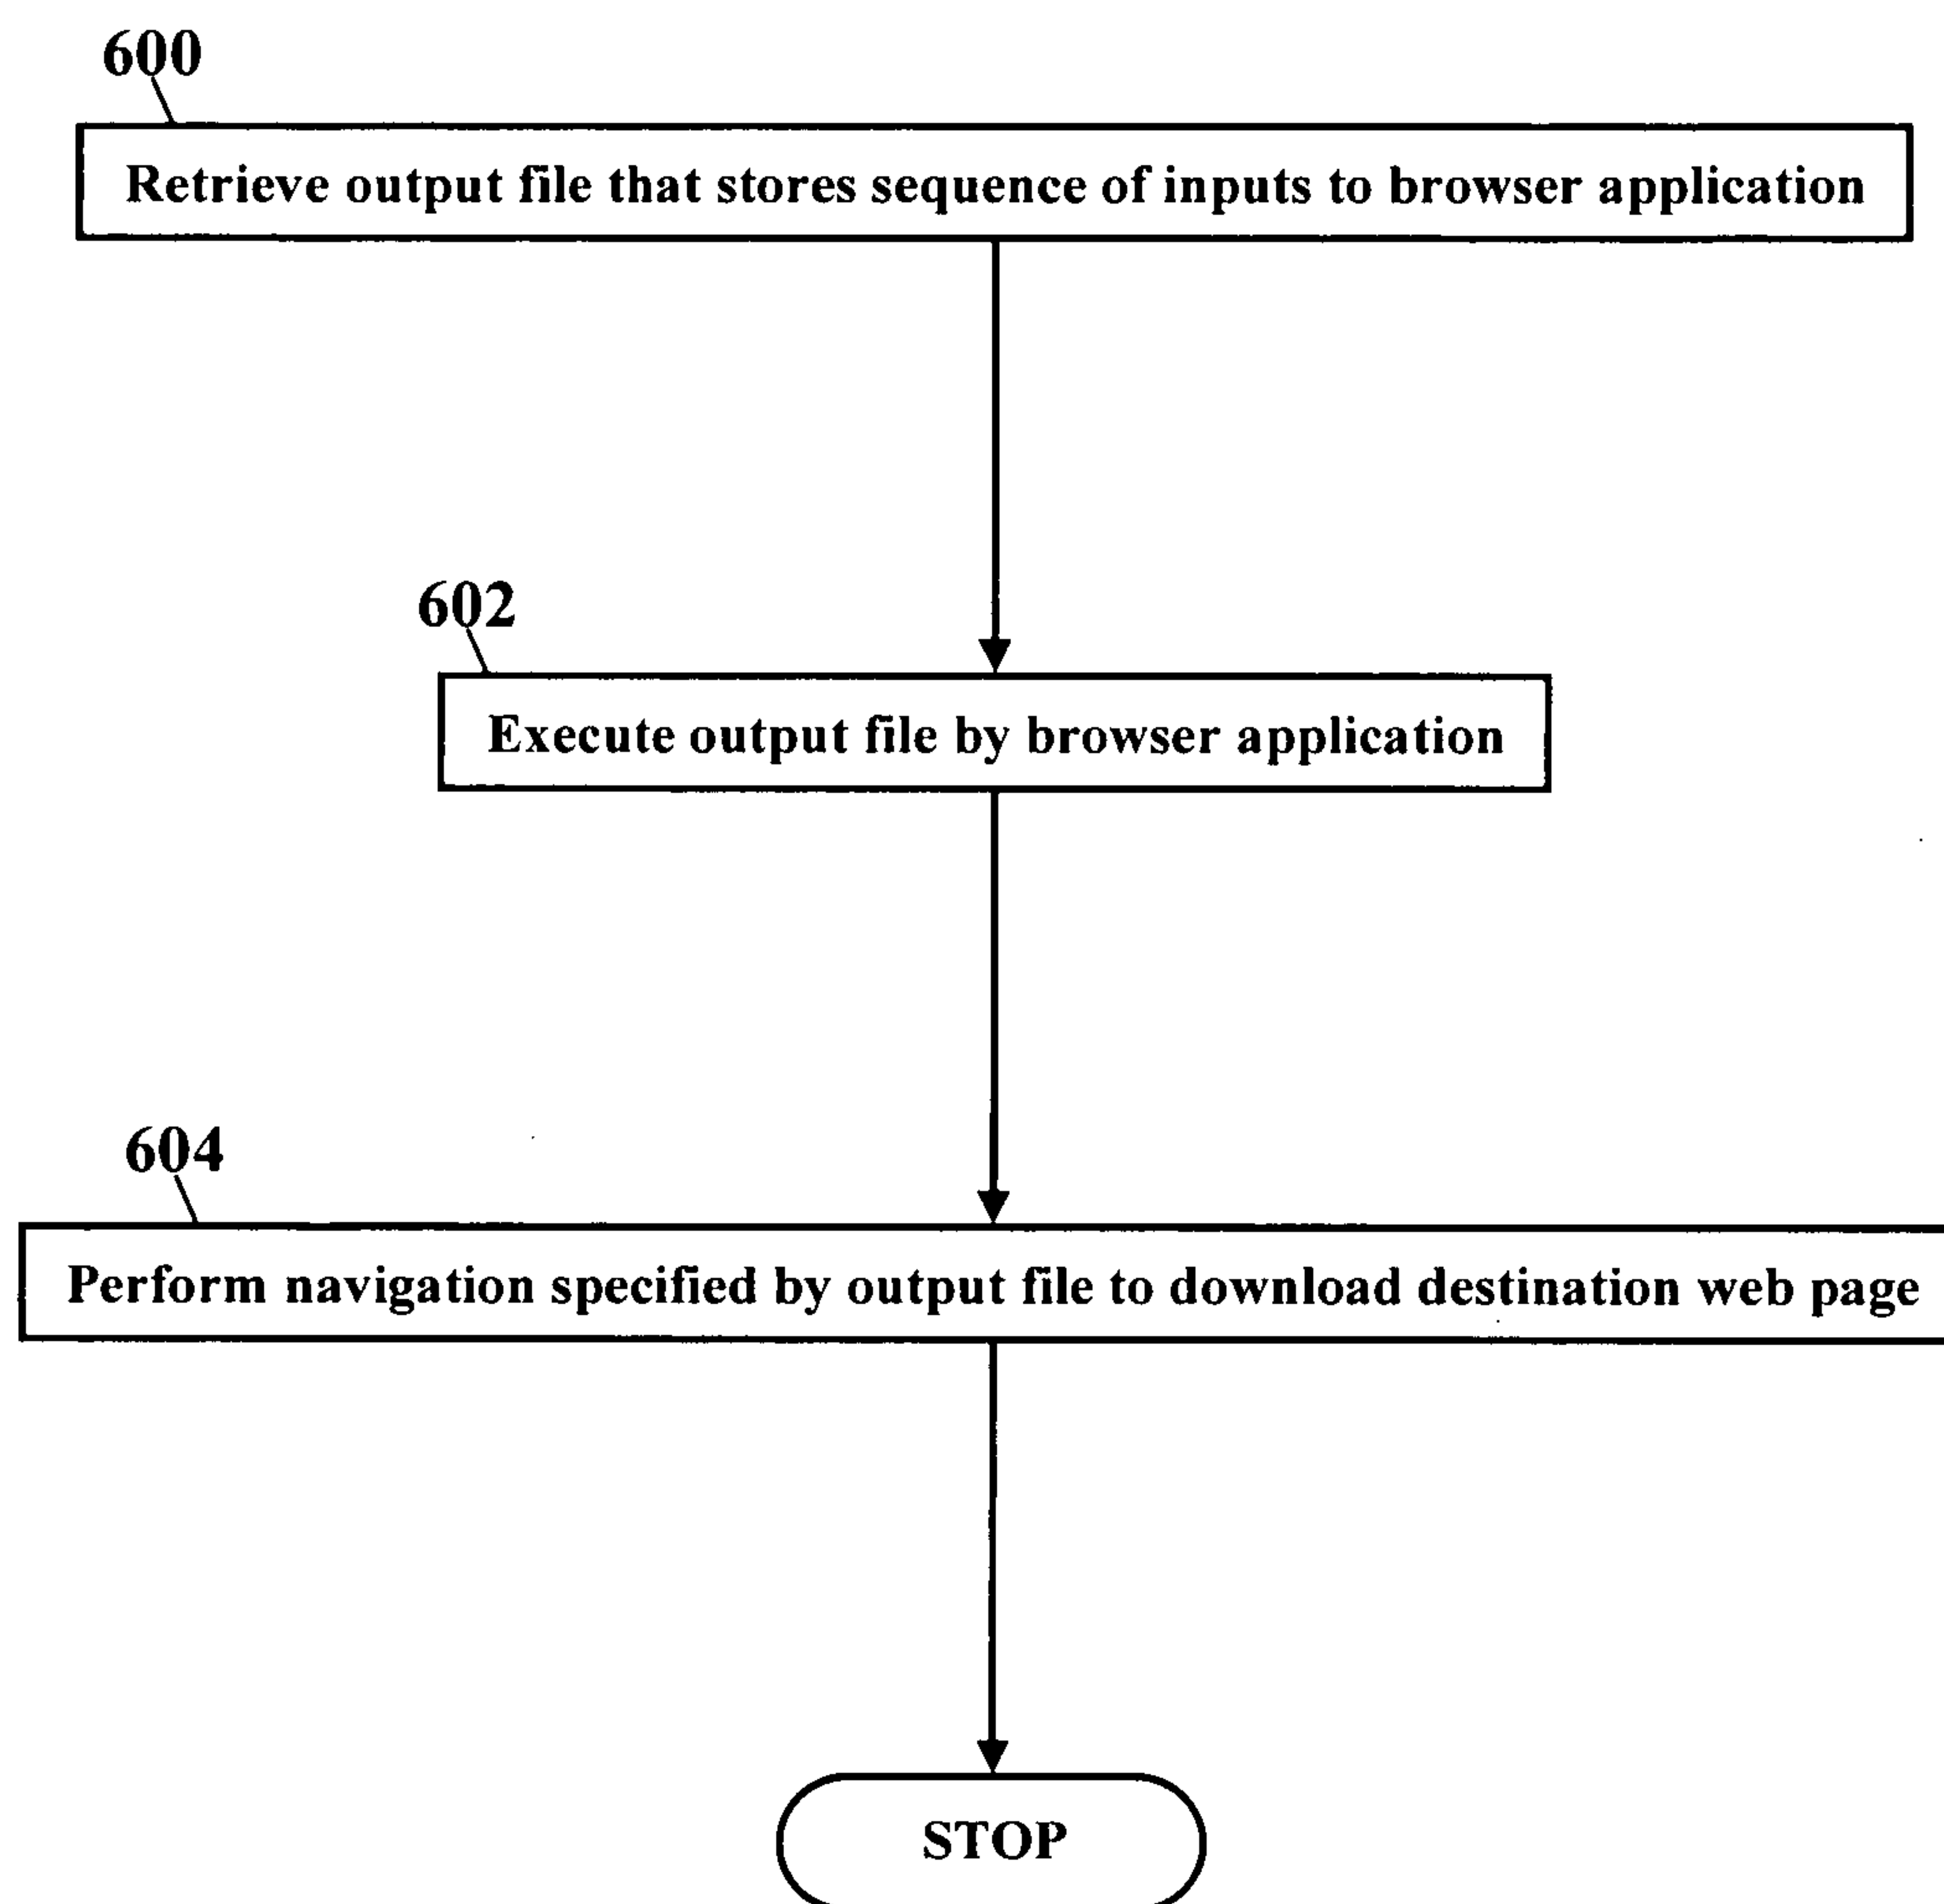 600
Retrieve output file that stores sequence of inputs to browser application
602
Execute output file by browser application
604
Perform navigation specified by output file to download destination web page
STOP